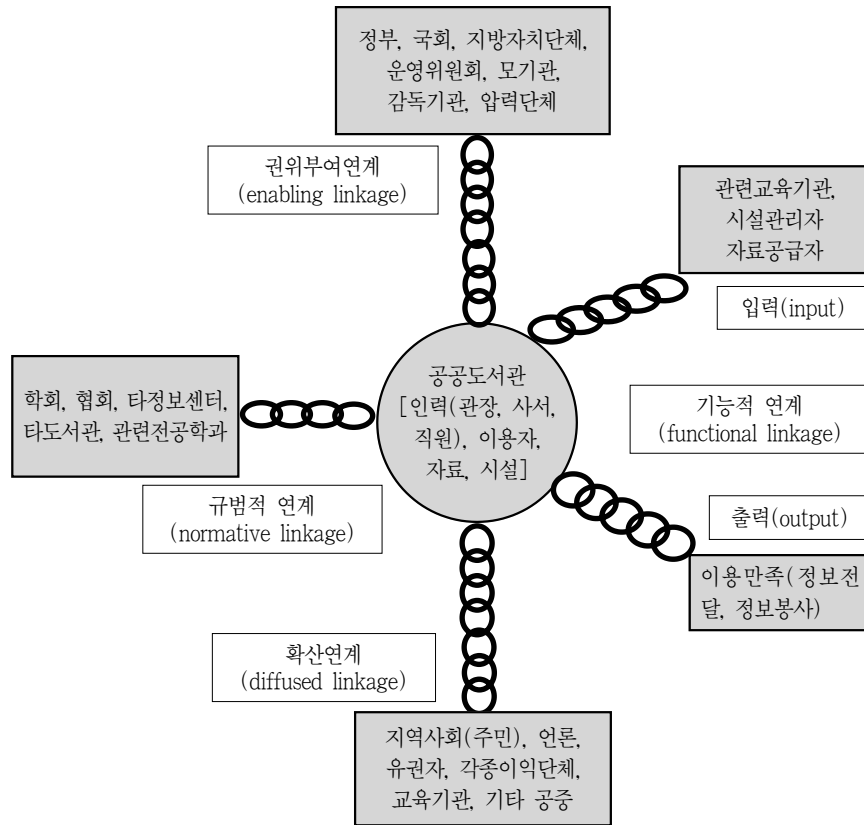 정부, 국회, 지방자치단체,
운영위원회, 모기관,
감독기관, 압력단체
권위부여연계
(enabling linkage)
관련교육기관,
시설관리자
자료공급자
입력(input)
학회, 협회, 타정보센터,
타도서관, 관련전공학과
공공도서관
[인력(관장, 사서,
직원), 이용자,
자료, 시설]
기능적 연계
(functional linkage)
규범적 연계
(normative linkage)
출력(output)
이용만족(정보전
달, 정보봉사)
확산연계
(diffused linkage)
지역사회(주민), 언론,
유권자, 각종이익단체,
교육기관, 기타 공중